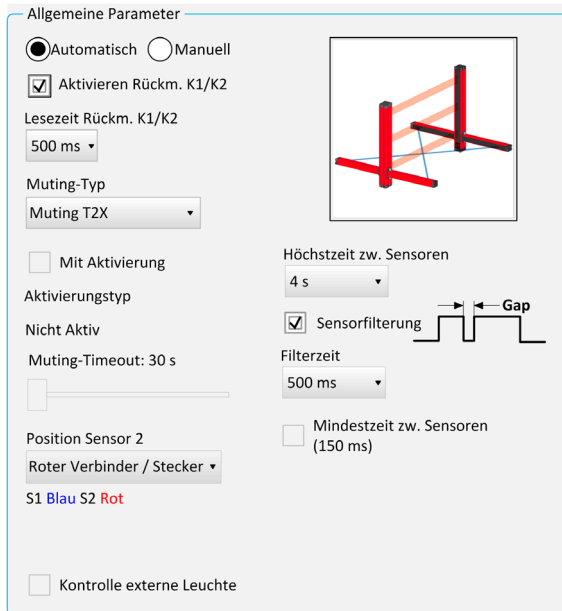 Allgemeine Parameter
Automatisch Manuell
Aktivieren Rückm. K1/K2
Lesezeit Rückm. K1/K2
500 ms
Muting-Typ
Muting T2X
Mit Aktivierung
Aktivierungstyp
Nicht Aktiv
Muting-Timeout: 30 s
Position Sensor 2
Roter Verbinder / Stecker
S1 Blau S2 Rot
Kontrolle externe Leuchte
Höchstzeit zw. Sensoren
4 s
Sensorfilterung
Gap
Filterzeit
500 ms
Mindestzeit zw. Sensoren
(150 ms)